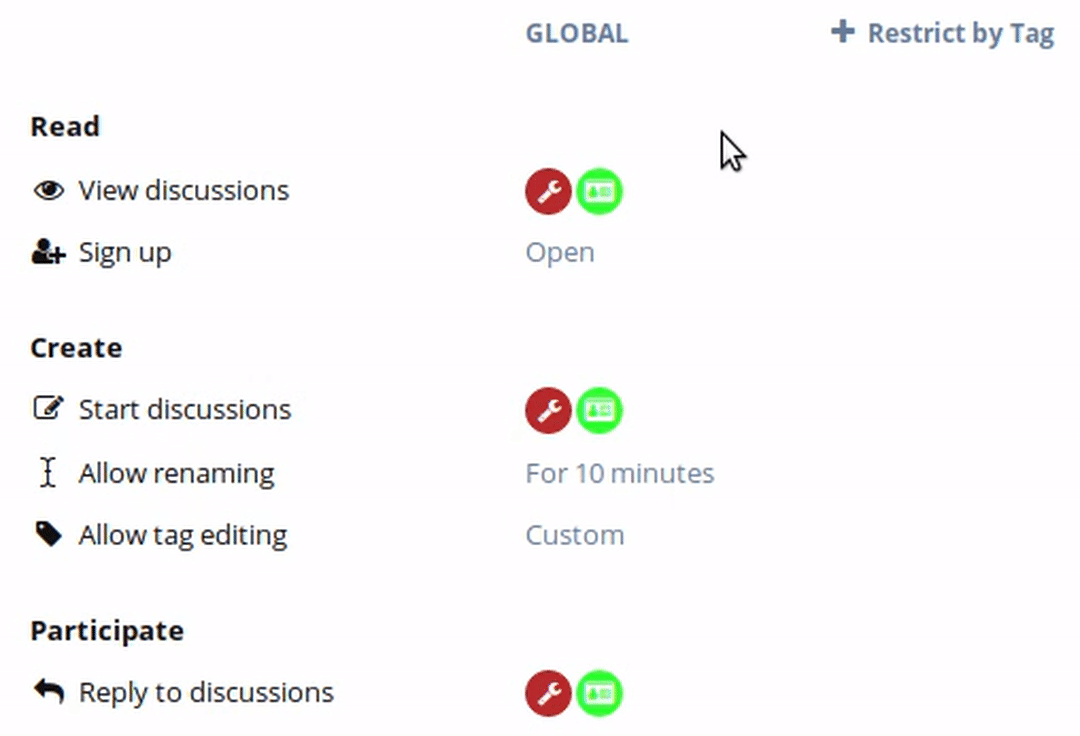 GLOBAL Restrict by Tag
Read
View discussions
Sign up Open
Create
Start discussions
Allow renaming For 10 minutes
Allow tag editing Custom
Participate
Reply to discussions